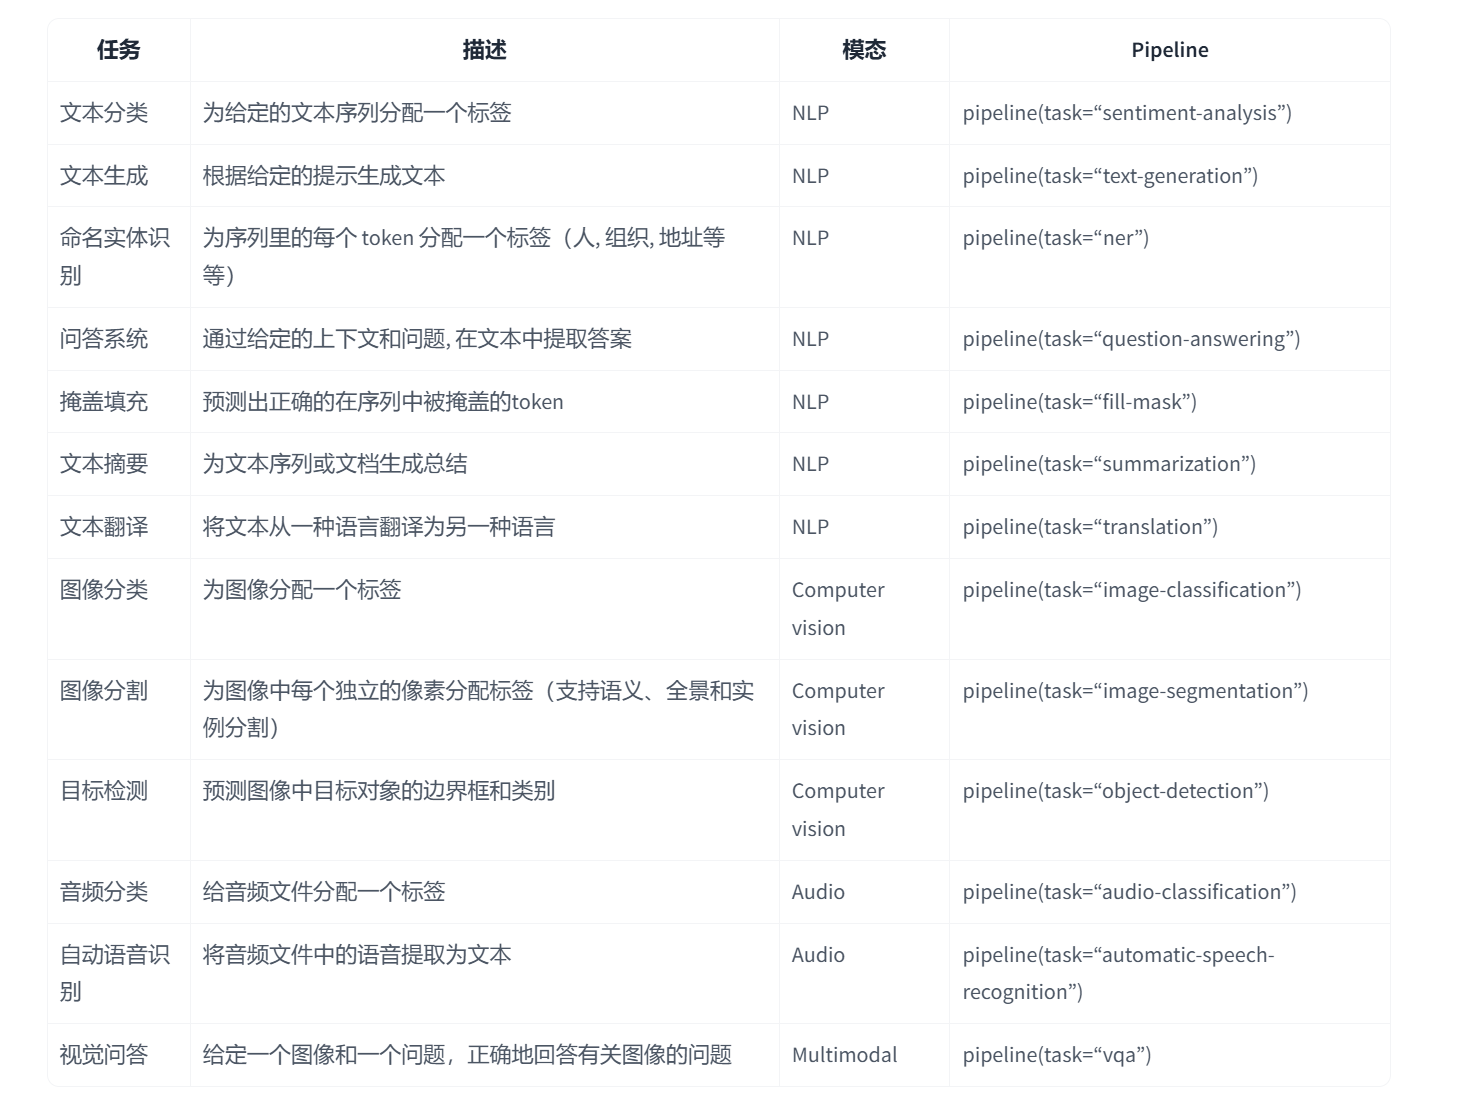 任务 描述 模态 Pipeline
文本分类 为给定的文本序列分配一个标签 NLP pipeline(task=“sentiment-analysis”)
文本生成 根据给定的提示生成文本 NLP pipeline(task=“text-generation”)
命名实体识 为序列里的每个 token 分配一个标签（人, 组织, 地址等 NLP pipeline(task=“ner”)
别 等）
问答系统 通过给定的上下文和问题, 在文本中提取答案 NLP pipeline(task=“question-answering”)
掩盖填充 预测出正确的在序列中被掩盖的token NLP pipeline(task=“fill-mask”)
文本摘要 为文本序列或文档生成总结 NLP pipeline(task=“summarization”)
文本翻译 将文本从一种语言翻译为另一种语言 NLP pipeline(task=“translation”)
图像分类 为图像分配一个标签 Computer pipeline(task=“image-classification”)
vision
图像分割 为图像中每个独立的像素分配标签（支持语义、全景和实 Computer pipeline(task=“image-segmentation”)
例分割） vision
目标检测 预测图像中目标对象的边界框和类别 Computer pipeline(task=“object-detection”)
vision
音频分类 给音频文件分配一个标签 Audio pipeline(task=“audio-classification”)
自动语音识 将音频文件中的语音提取为文本 Audio pipeline(task=“automatic-speech-
别 recognition”)
视觉问答 给定一个图像和一个问题，正确地回答有关图像的问题 Multimodal pipeline(task=“vqa”)